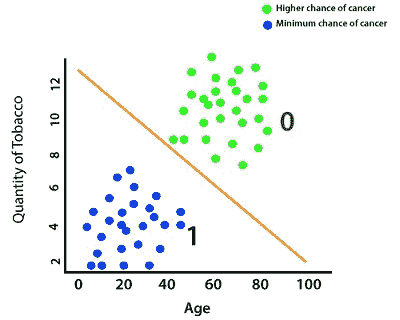 Higher chance of cancer
Minimum chance of cancer
Quantity of Tobacco
12
10
8
6
4
2
0
1
0 20 40 60 80 100
Age